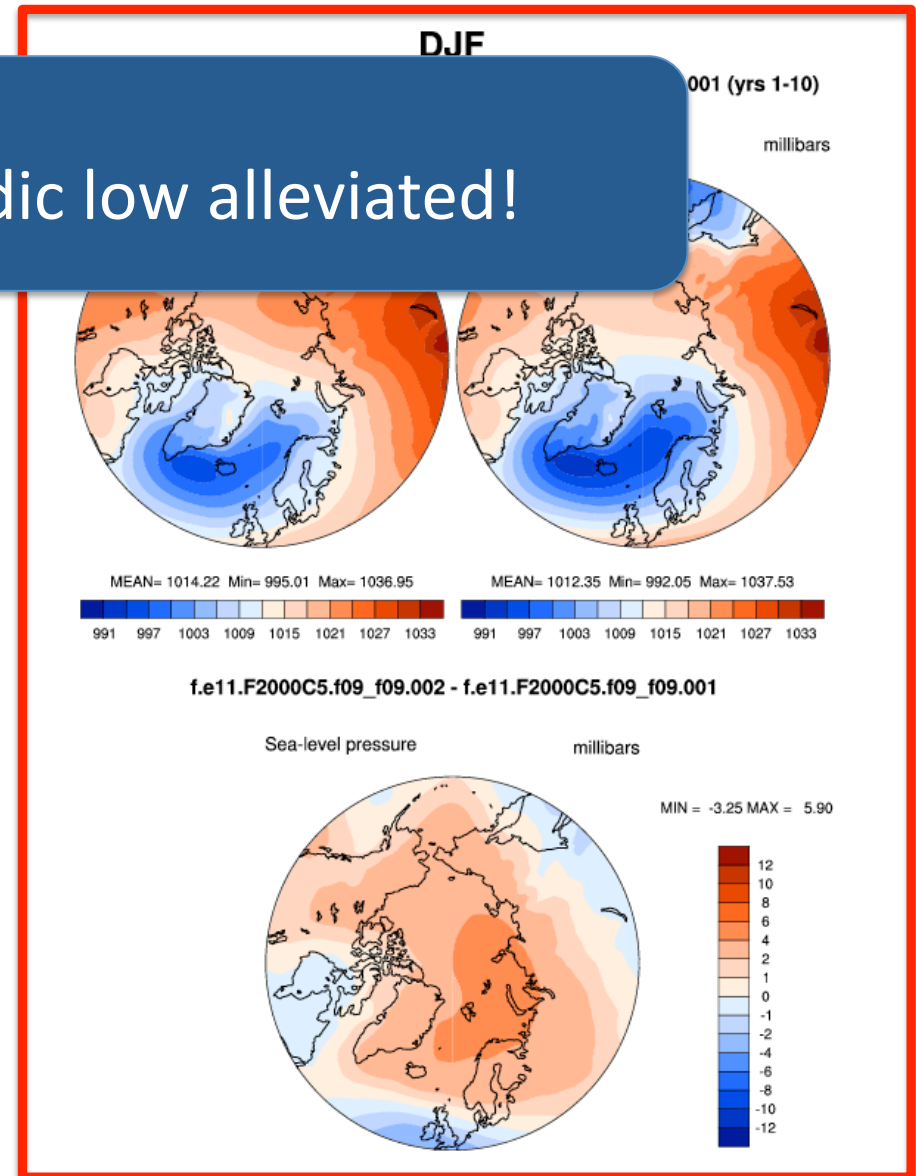 DJF
001 (yrs 1-10)
millibars
dic low alleviated!
MEAN= 1014.22 Min= 995.01 Max= 1036.95
MEAN= 1012.35 Min= 992.05 Max= 1037.53
991 997 1003 1009 1015 1021 1027 1033
991 997 1003 1009 1015 1021 1027 1033
f.e11.F2000C5.f09_f09.002 - f.e11.F2000C5.f09_f09.001
Sea-level pressure
millibars
MIN = -3.25 MAX = 5.90
12
10
8
6
4
2
1
0
-1
-2
-4
-6
-8
-10
-12